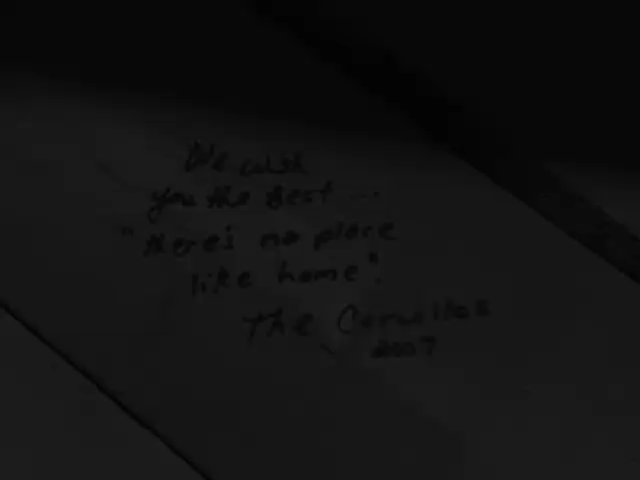 We wish
you the Best ...
"there's no place
like home".
The
2007